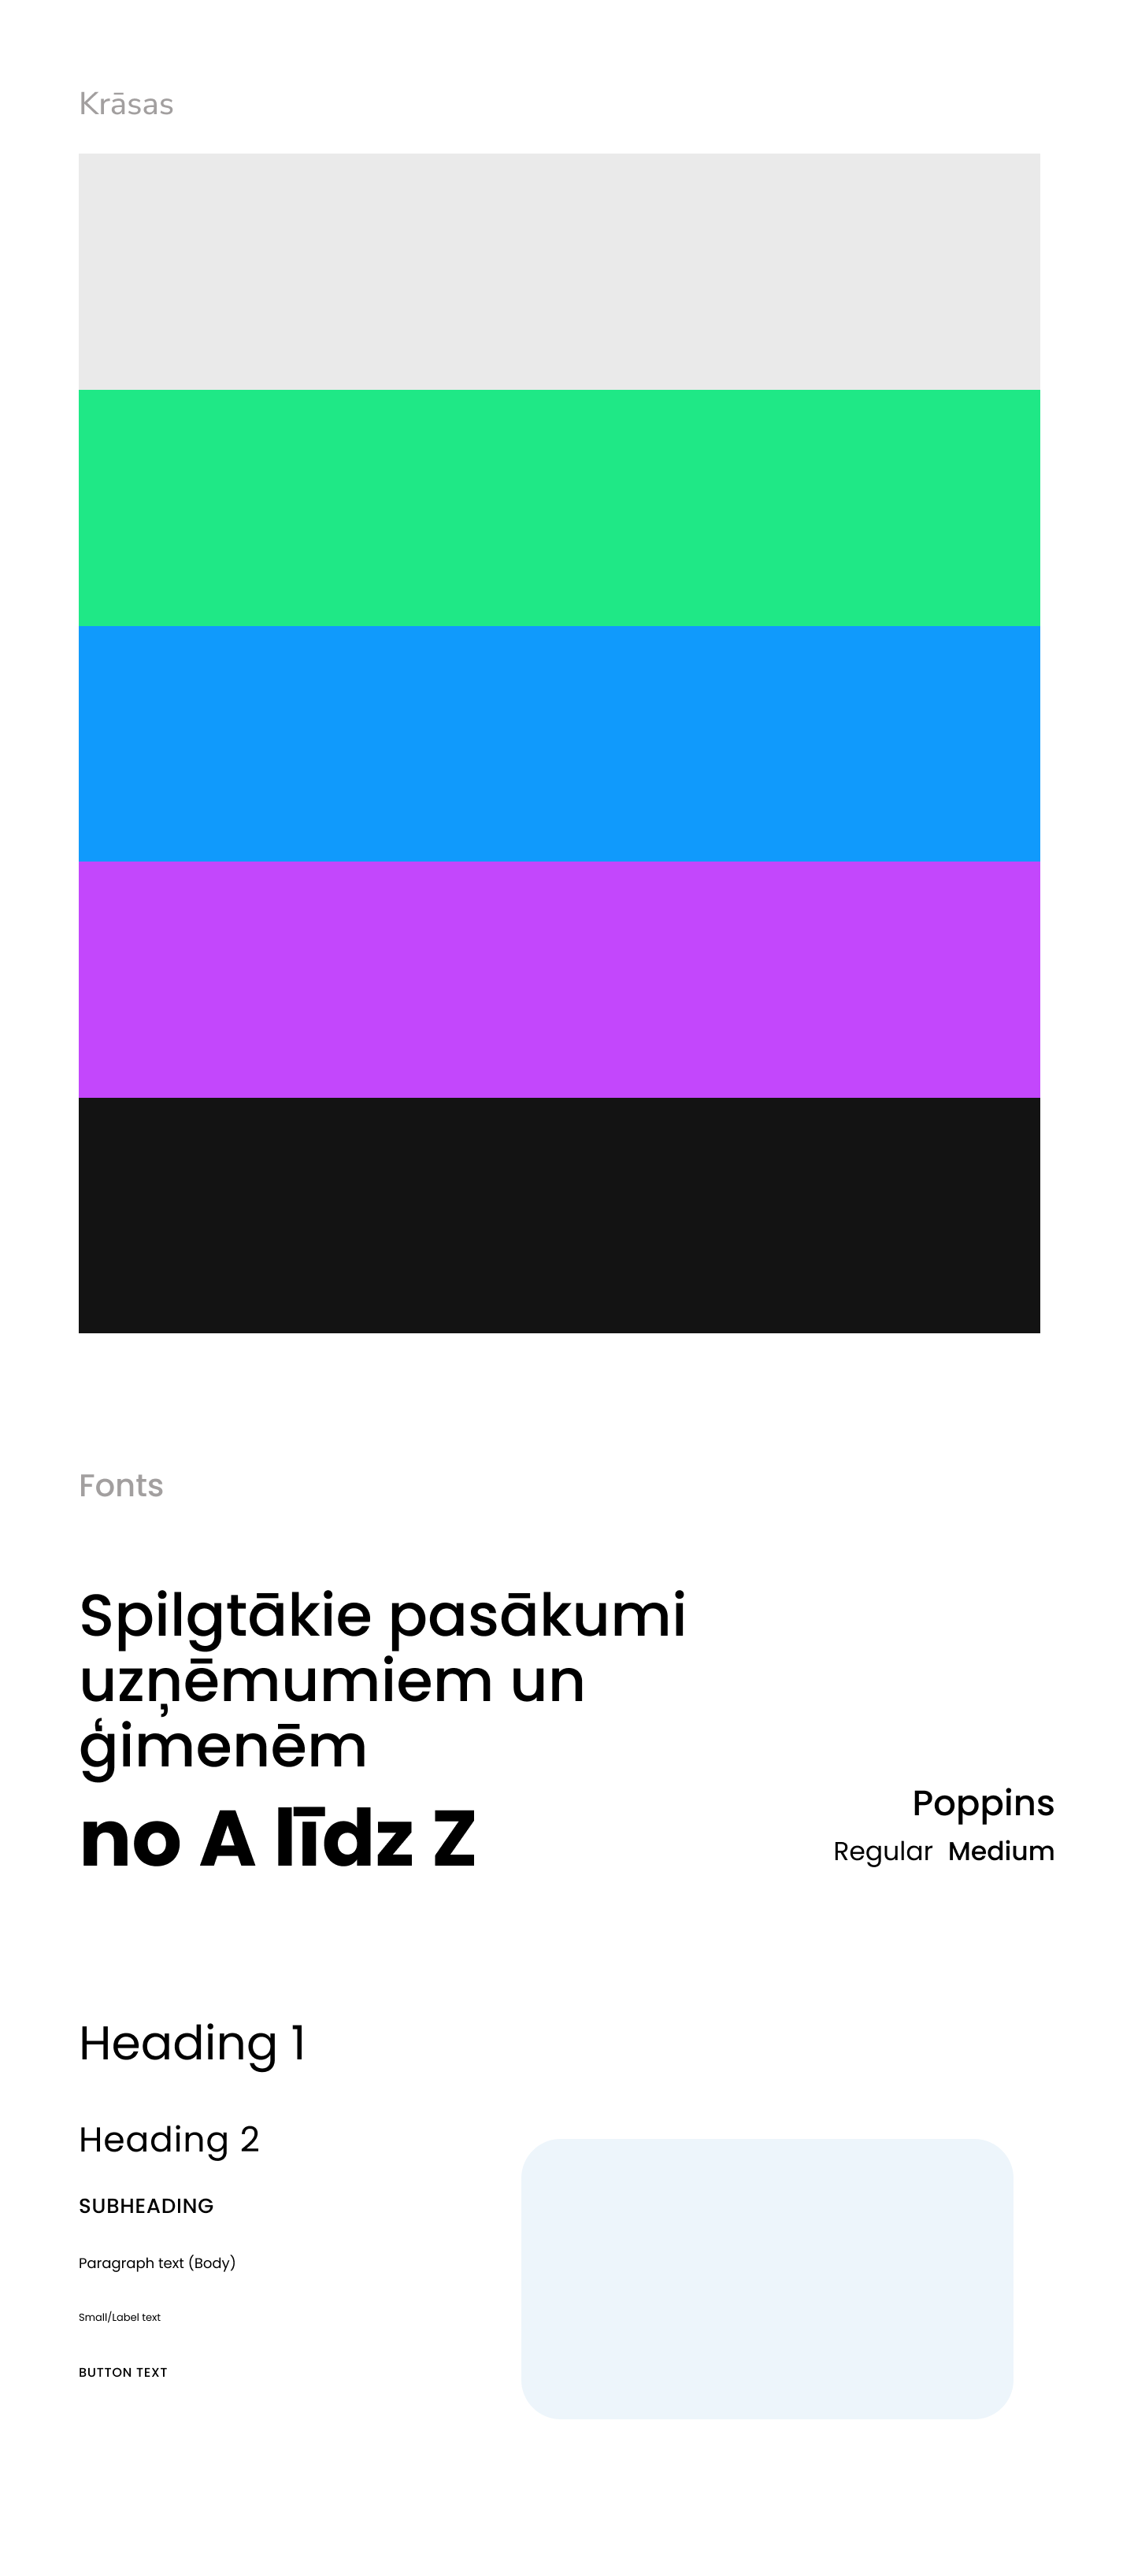 Krāsas
Fonts
Spilgtākie pasākumi
uzņēmumiem un
ģimenēm
no A līdz Z
Poppins
Regular Medium
Heading 1
Heading 2
SUBHEADING
Paragraph text (Body)
Small/Label text
BUTTON TEXT